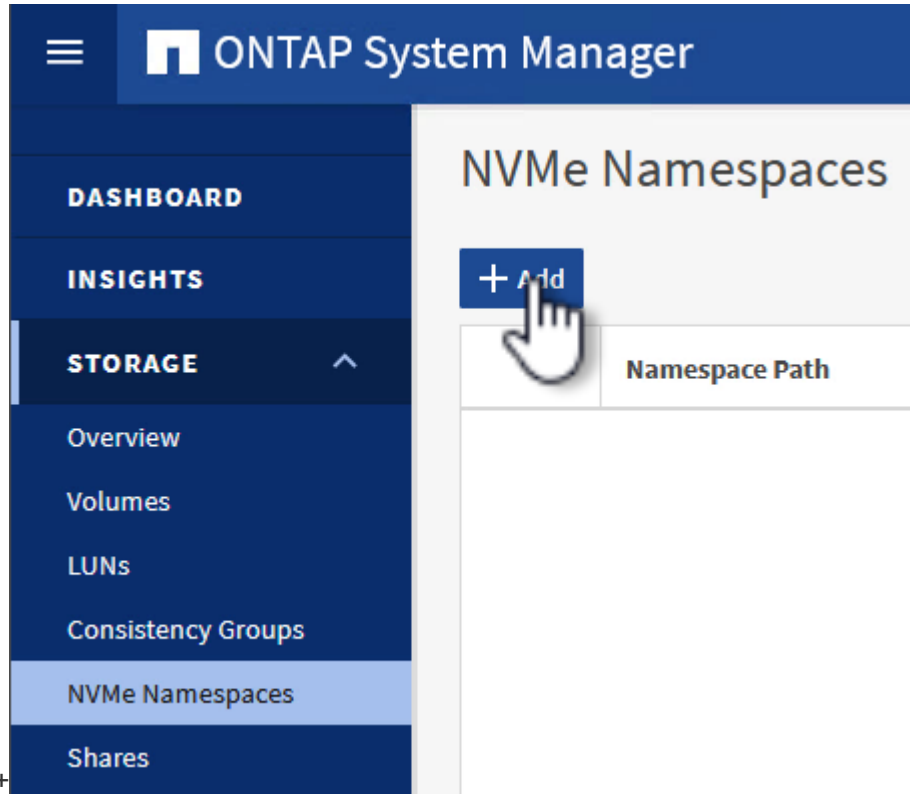 ONTAP System Manager
DASHBOARD
INSIGHTS
STORAGE
Overview
Volumes
LUNs
Consistency Groups
NVMe Namespaces
Shares
NVMe Namespaces
+ Add
Namespace Path
+